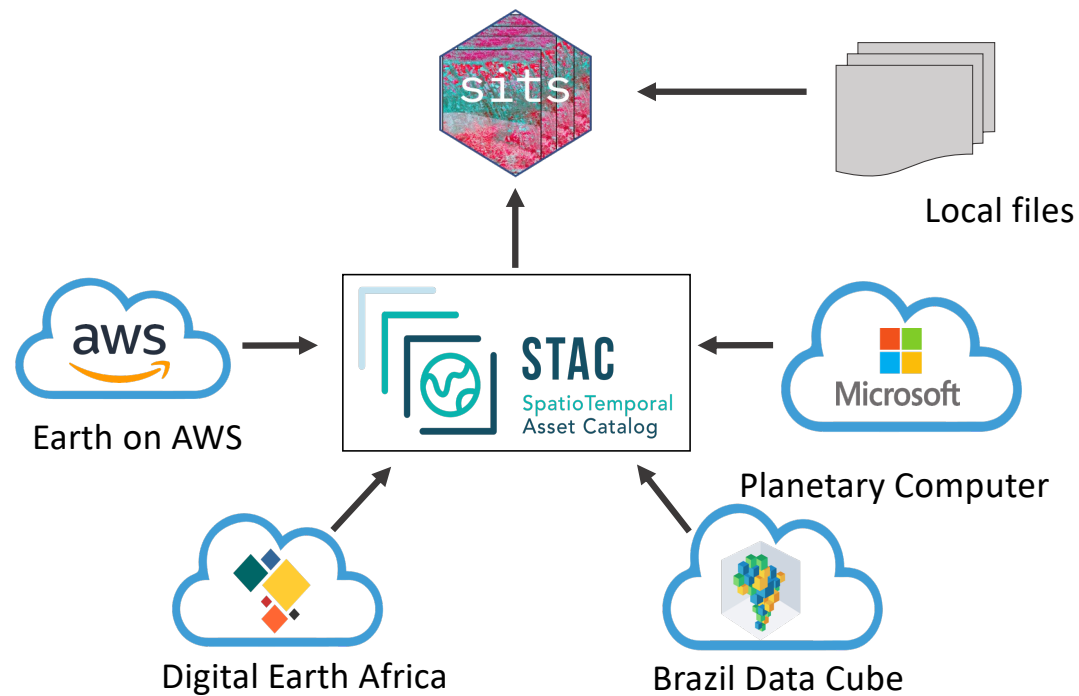 sits
Local files
aws
Earth on AWS
STAC
SpatioTemporal
Asset Catalog
Microsoft
Planetary Computer
Digital Earth Africa
Brazil Data Cube